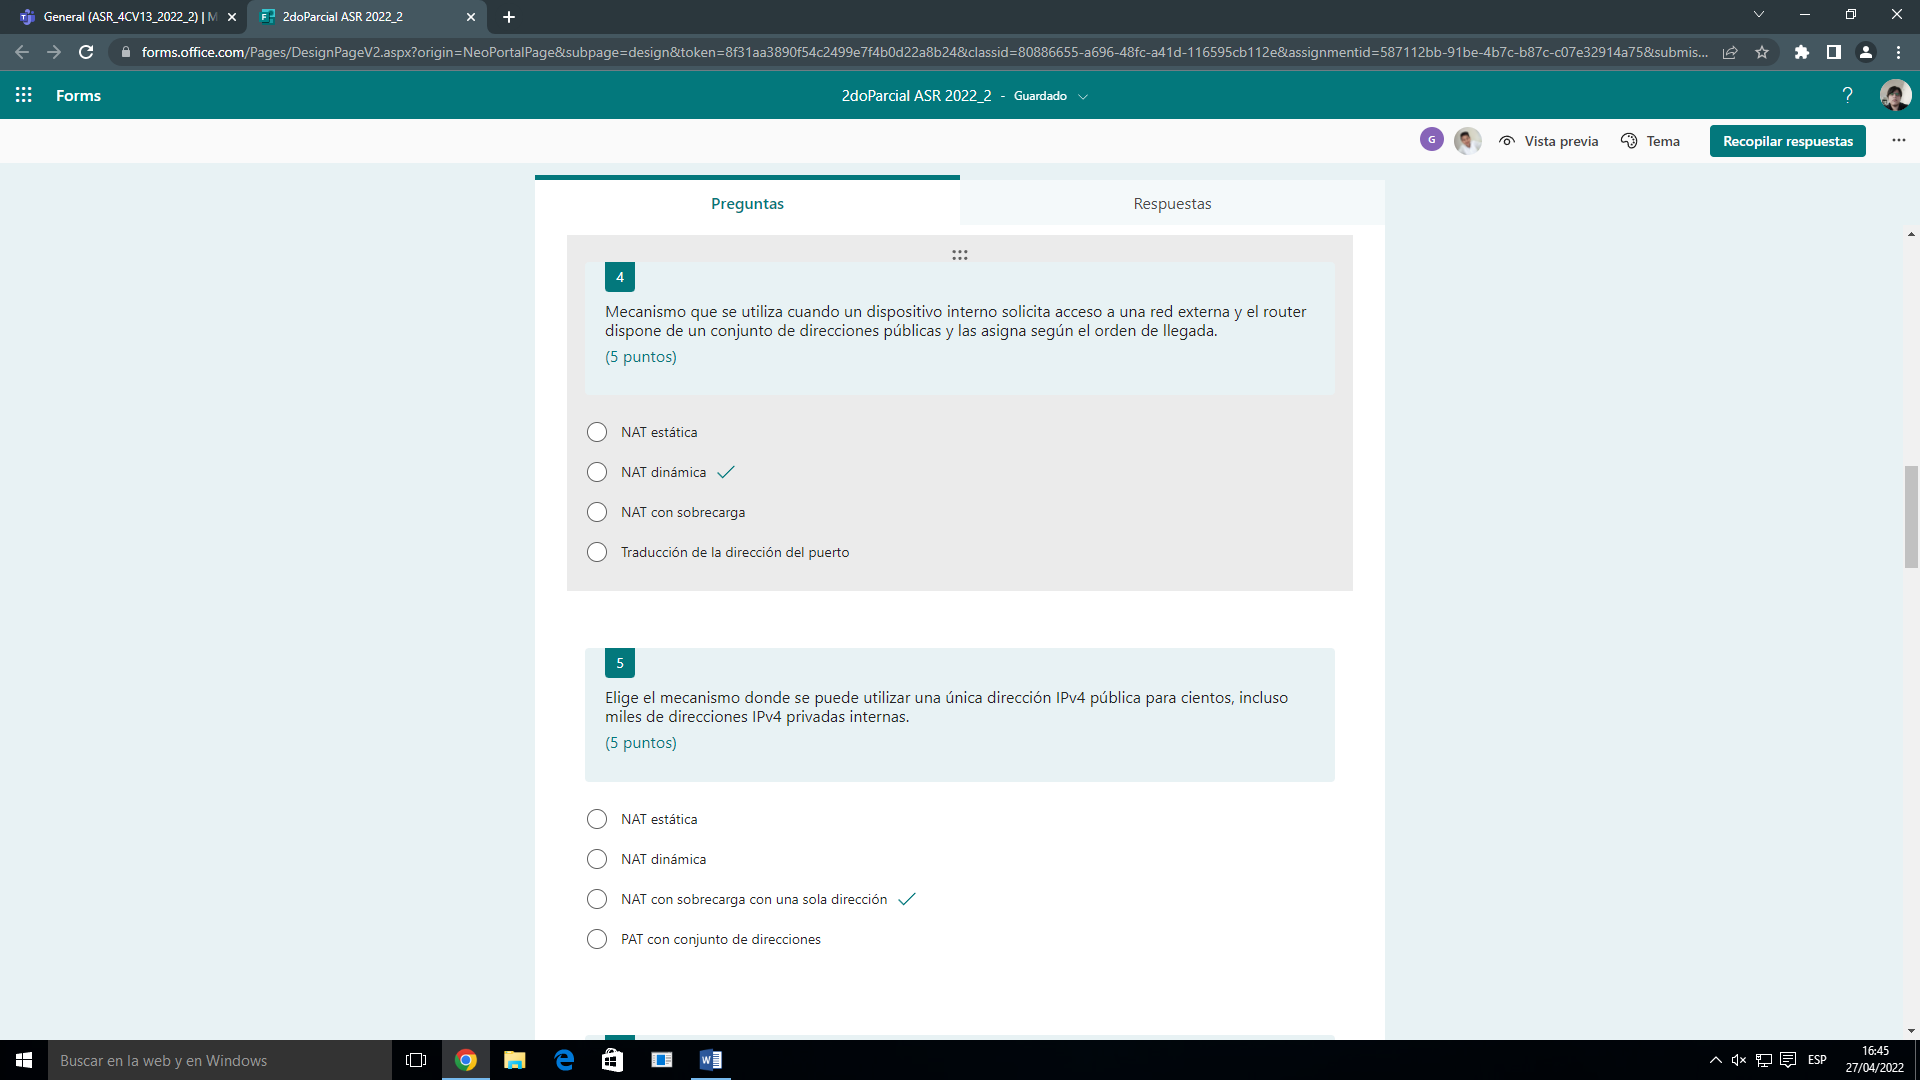 General (ASR_4CV13_2022_2) | M
2doParcial ASR 2022_2
forms.office.com/Pages/DesignPageV2.aspx?origin=NeoPortalPage&subpage=design&token=8f31aa3890f54c2499e7f4b0d22a8b24&classid=80886655-a696-48fc-a41d-116595cb112e&assignmentid=587112bb-91be-4b7c-b87c-c07e32914a75&submis...
Forms
2doParcial ASR 2022_2 - Guardado
?
G
Vista previa
Tema
Recopilar respuestas
Preguntas
Respuestas
4
Mecanismo que se utiliza cuando un dispositivo interno solicita acceso a una red externa y el router
dispone de un conjunto de direcciones públicas y las asigna según el orden de llegada.
(5 puntos)
NAT estática
NAT dinámica
NAT con sobrecarga
Traducción de la dirección del puerto
5
Elige el mecanismo donde se puede utilizar una única dirección IPv4 pública para cientos, incluso
miles de direcciones IPv4 privadas internas.
(5 puntos)
NAT estática
NAT dinámica
NAT con sobrecarga con una sola dirección
PAT con conjunto de direcciones
Buscar en la web y en Windows
ESP
16:45
27/04/2022